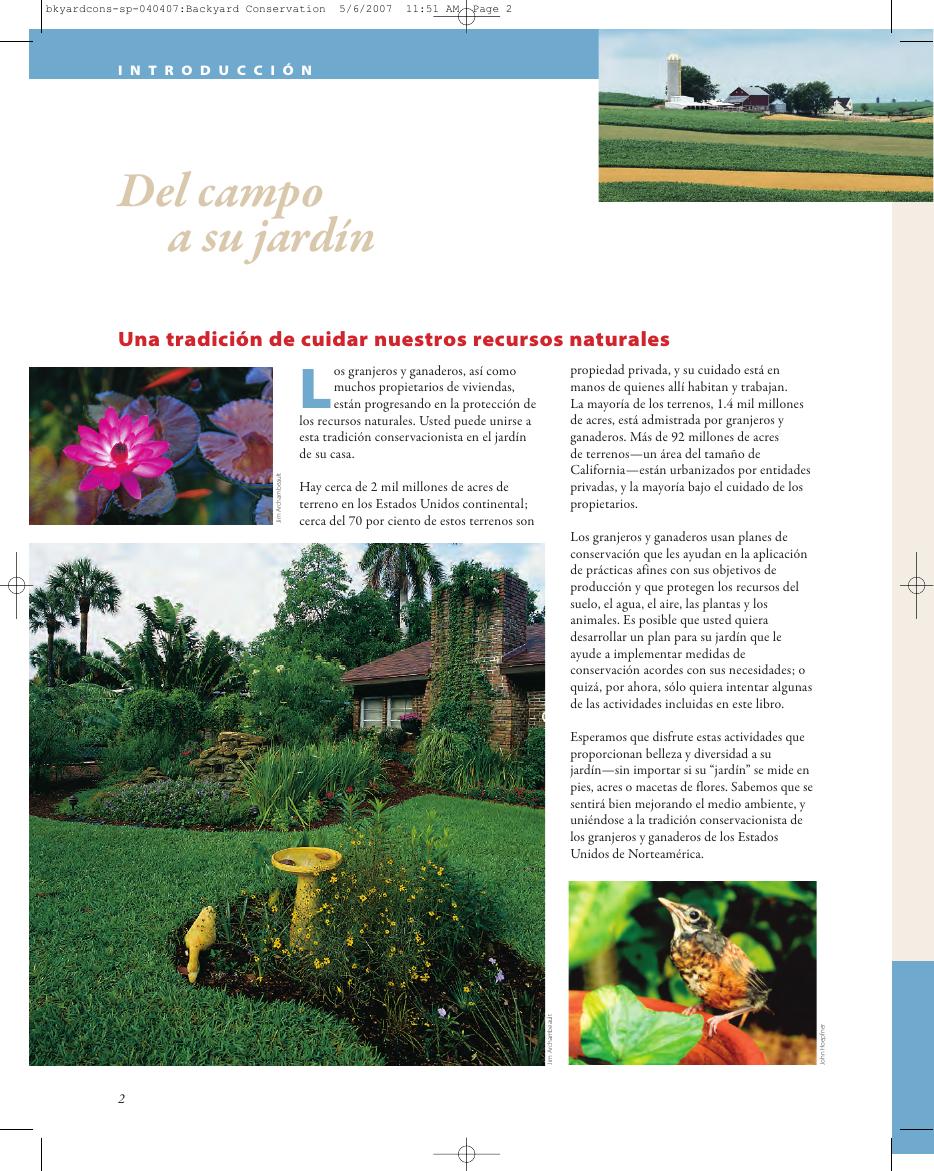 bkyardcons-sp-040407:Backyard Conservation 5/6/2007 11:51 AM Page 2
INTRODUCCIÓN
Del campo
a su jardín
Una tradición de cuidar nuestros recursos naturales
Los granjeros y ganaderos, así como
muchos propietarios de viviendas,
están progresando en la protección de
los recursos naturales. Usted puede unirse a
esta tradición conservacionista en el jardín
de su casa.
Hay cerca de 2 mil millones de acres de
terreno en los Estados Unidos continental;
cerca del 70 por ciento de estos terrenos son
propiedad privada, y su cuidado está en
manos de quienes allí habitan y trabajan.
La mayoría de los terrenos, 1.4 mil millones
de acres, está admistrada por granjeros y
ganaderos. Más de 92 millones de acres
de terrenos—un área del tamaño de
California—están urbanizados por entidades
privadas, y la mayoría bajo el cuidado de los
propietarios.
Los granjeros y ganaderos usan planes de
conservación que les ayudan en la aplicación
de prácticas afines con sus objetivos de
producción y que protegen los recursos del
suelo, el agua, el aire, las plantas y los
animales. Es posible que usted quiera
desarrollar un plan para su jardín que le
ayude a implementar medidas de
conservación acordes con sus necesidades; o
quizá, por ahora, sólo quiera intentar algunas
de las actividades incluidas en este libro.
Esperamos que disfrute estas actividades que
proporcionan belleza y diversidad a su
jardín—sin importar si su “jardín” se mide en
pies, acres o macetas de flores. Sabemos que se
sentirá bien mejorando el medio ambiente, y
uniéndose a la tradición conservacionista de
los granjeros y ganaderos de los Estados
Unidos de Norteamérica.
Jim Archambeault
Jim Archambeault
John Hoepfner
2